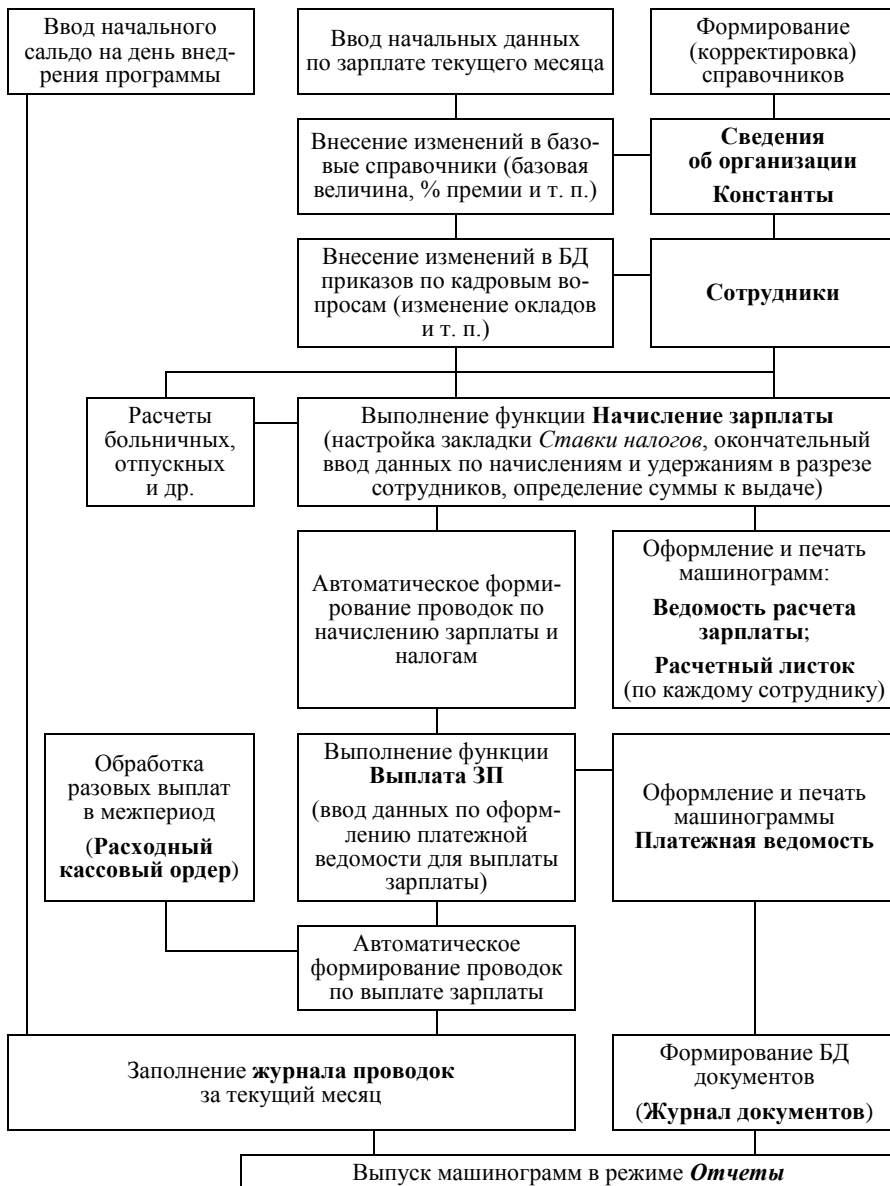 Ввод начального
сальдо на день внед-
рения программы
Ввод начальных данных
по зарплате текущего месяца
Формирование
(корректировка)
справочников
Внесение изменений в базо-
вые справочники (базовая
величина, % премии и т. п.)
Сведения
об организации
Константы
Внесение изменений в БД
приказов по кадровым во-
просам (изменение окладов
и т. п.)
Сотрудники
Расчеты
больничных,
отпускных
и др.
Выполнение функции Начисление зарплаты
(настройка закладки Ставки налогов, окончательный
ввод данных по начислениям и удержаниям в разрезе
сотрудников, определение суммы к выдаче)
Автоматическое форми-
рование проводок по
начислению зарплаты и
налогам
Оформление и печать
машинограмм:
Ведомость расчета
зарплаты;
Расчетный листок
(по каждому сотруднику)
Обработка
разовых выплат
в межпериод
(Расходный
кассовый ордер)
Выполнение функции
Выплата ЗП
(ввод данных по оформ-
лению платежной
ведомости для выплаты
зарплаты)
Оформление и печать
машинограммы
Платежная ведомость
Автоматическое
формирование проводок
по выплате зарплаты
Заполнение журнала проводок
за текущий месяц
Формирование БД
документов
(Журнал документов)
Выпуск машинограмм в режиме Отчеты